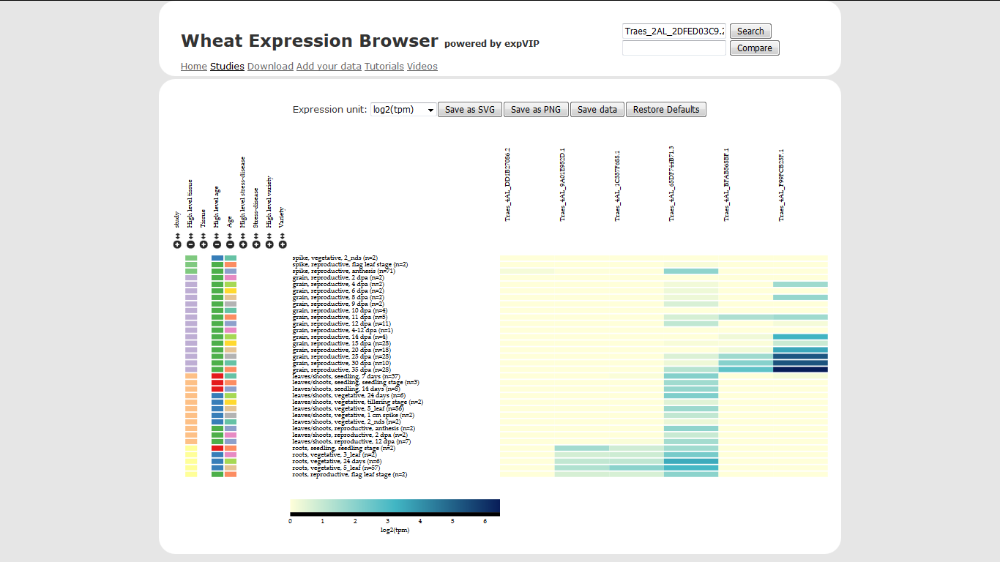 Wheat Expression Browser powered by expVIP
Traes_2AL_2DFED03C9.2 Search
Compare
Home Studies Download Add your data Tutorials Videos
Expression unit: log2(tpm) Save as SVG Save as PNG Save data Restore Defaults
study
High level tissue
Tissue
High level age
Age
High level stress-disease
Stress-disease
High level variety
Variety
Traes_4AL_DD1B27086.2
Traes_4AL_9A01E952D.1
Traes_4AL_1C557F688.1
Traes_4AL_65DF744B71.3
Traes_4AL_BFAB568BF.1
Traes_4AL_F99FCB25F.1
spike, vegetative, 2_nds (n=2)
spike, reproductive, flag leaf stage (n=2)
spike, reproductive, anthesis (n=71)
grain, reproductive, 2 dpa (n=2)
grain, reproductive, 4 dpa (n=2)
grain, reproductive, 6 dpa (n=2)
grain, reproductive, 8 dpa (n=2)
grain, reproductive, 9 dpa (n=2)
grain, reproductive, 10 dpa (n=4)
grain, reproductive, 11 dpa (n=5)
grain, reproductive, 12 dpa (n=11)
grain, reproductive, 4-12 dpa (n=1)
grain, reproductive, 14 dpa (n=4)
grain, reproductive, 15 dpa (n=28)
grain, reproductive, 20 dpa (n=18)
grain, reproductive, 25 dpa (n=28)
grain, reproductive, 30 dpa (n=10)
grain, reproductive, 35 dpa (n=28)
leaves/shoots, seedling, 7 days (n=37)
leaves/shoots, seedling, seedling stage (n=3)
leaves/shoots, seedling, 14 days (n=8)
leaves/shoots, vegetative, 24 days (n=6)
leaves/shoots, vegetative, tillering stage (n=2)
leaves/shoots, vegetative, 5_leaf (n=56)
leaves/shoots, vegetative, 1 cm spike (n=2)
leaves/shoots, vegetative, 2_nds (n=2)
leaves/shoots, reproductive, anthesis (n=2)
leaves/shoots, reproductive, 2 dpa (n=2)
leaves/shoots, reproductive, 12 dpa (n=7)
roots, seedling, seedling stage (n=2)
roots, vegetative, 3_leaf (n=2)
roots, vegetative, 24 days (n=6)
roots, vegetative, 5_leaf (n=57)
roots, reproductive, flag leaf stage (n=2)
0 1 2 3 4 5 6
log2(tpm)